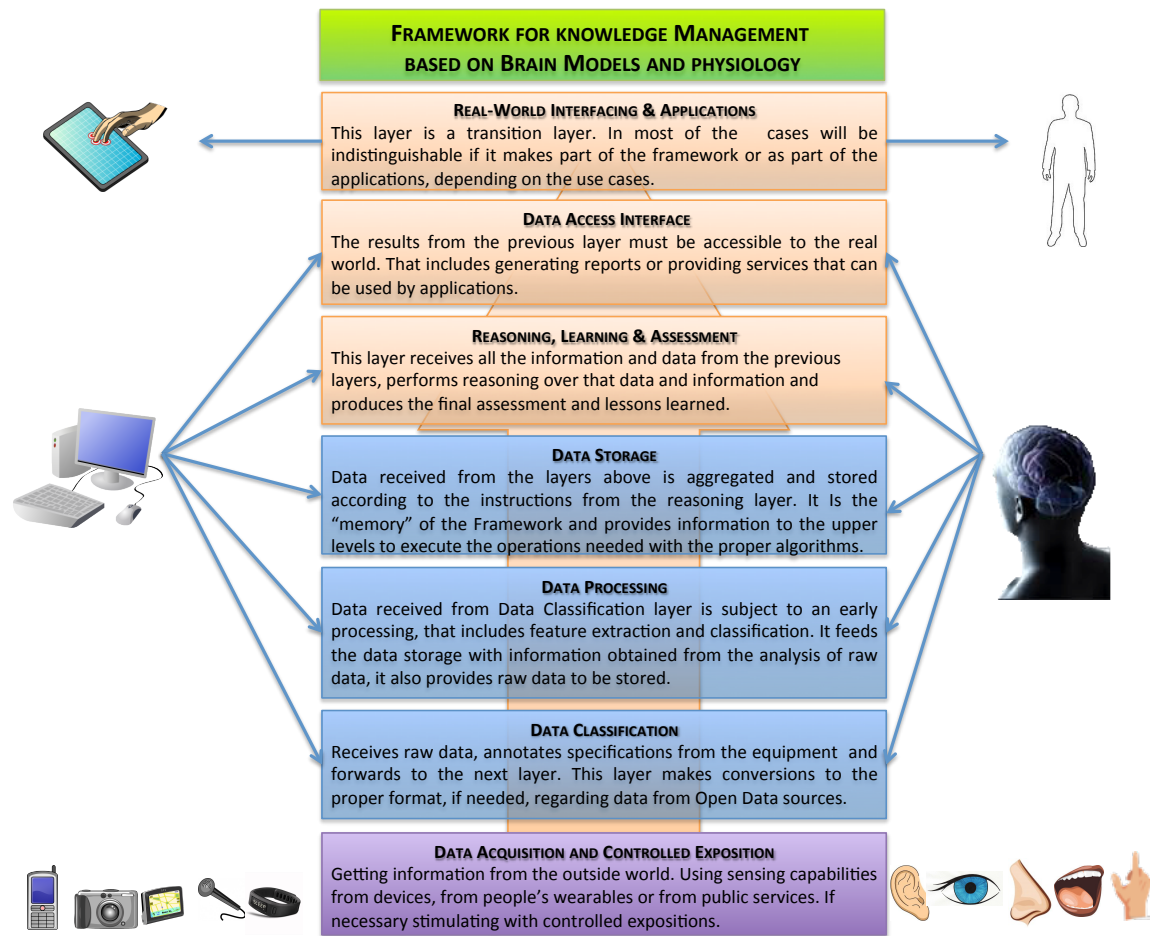 FRAMEWORK FOR KNOWLEDGE MANAGEMENT
BASED ON BRAIN MODELS AND PHYSIOLOGY
REAL-WORLD INTERFACING & APPLICATIONS
This layer is a transition layer. In most of the cases will be
indistinguishable if it makes part of the framework or as part of the
applications, depending on the use cases.
DATA ACCESS INTERFACE
The results from the previous layer must be accessible to the real
world. That includes generating reports or providing services that can
be used by applications.
REASONING, LEARNING & ASSESSMENT
This layer receives all the information and data from the previous
layers, performs reasoning over that data and information and
produces the final assessment and lessons learned.
DATA STORAGE
Data received from the layers above is aggregated and stored
according to the instructions from the reasoning layer. It Is the
“memory” of the Framework and provides information to the upper
levels to execute the operations needed with the proper algorithms.
DATA PROCESSING
Data received from Data Classification layer is subject to an early
processing, that includes feature extraction and classification. It feeds
the data storage with information obtained from the analysis of raw
data, it also provides raw data to be stored.
DATA CLASSIFICATION
Receives raw data, annotates specifications from the equipment and
forwards to the next layer. This layer makes conversions to the
proper format, if needed, regarding data from Open Data sources.
DATA ACQUISITION AND CONTROLLED EXPOSITION
Getting information from the outside world. Using sensing capabilities
from devices, from people’s wearables or from public services. If
necessary stimulating with controlled expositions.